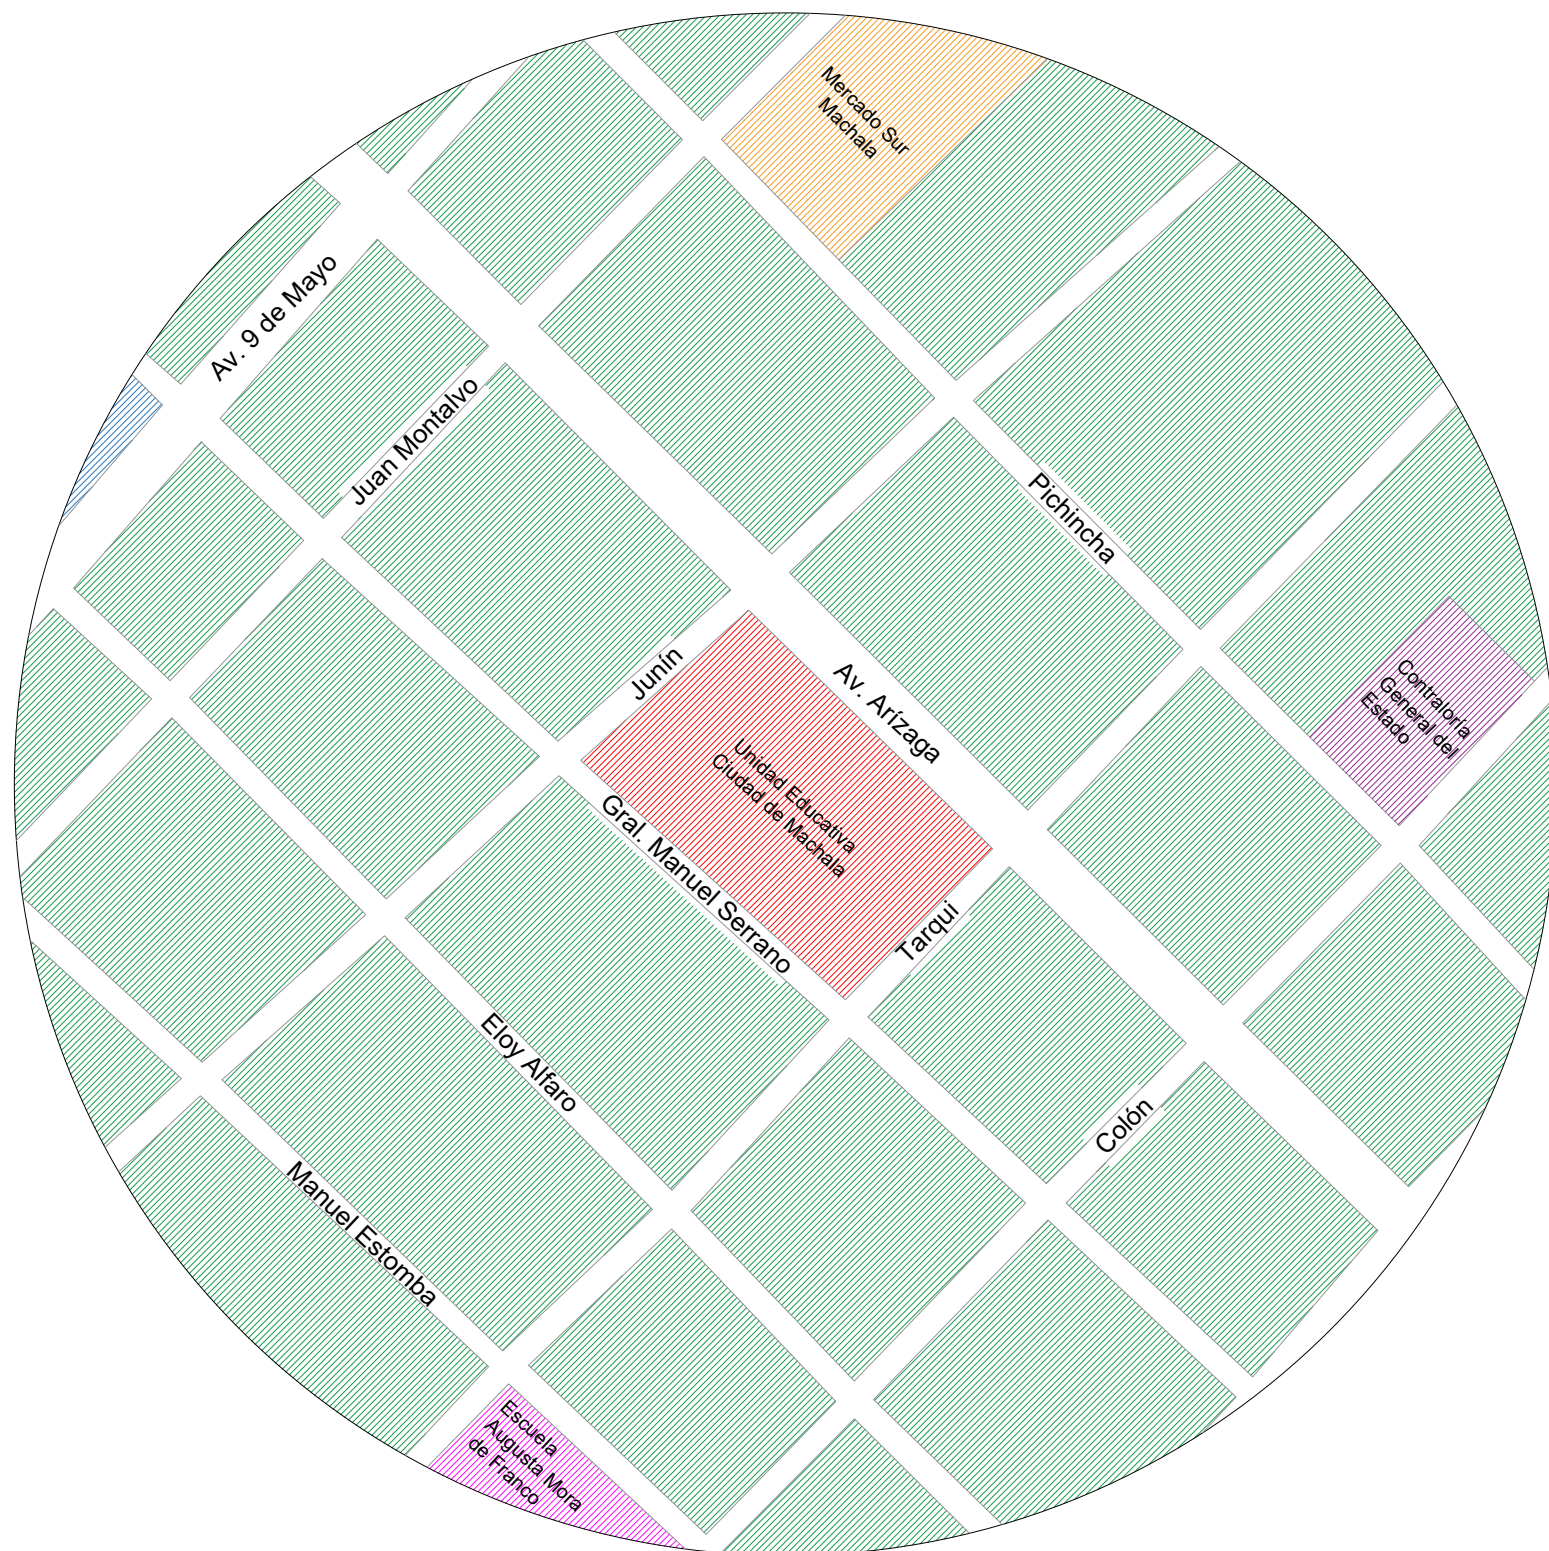 Mercado Sur
Machala
Av. 9 de Mayo
Juan Montalvo
Pichincha
Junín
Av. Arízaga
Contraloría
General del
Estado
Unidad Educativa
Ciudad de Machala
Gral. Manuel Serrano
Tarqui
Eloy Alfaro
Colón
Manuel Estomba
Escuela
Augusta Mora
de Franco